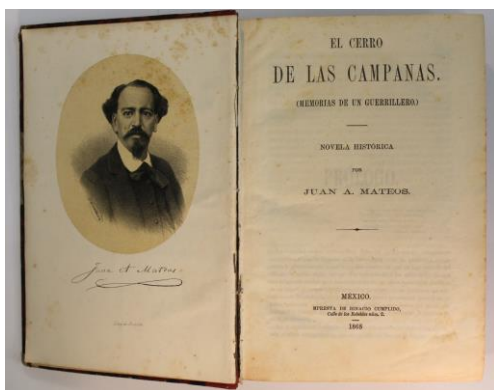 Juan A Mateos
EL CERRO
DE LAS CAMPANAS.
(MEMORIAS DE UN GUERRILLERO.)
NOVELA HISTÓRICA
POR
JUAN A. MATEOS.
MEXICO.
IMPRENTA DE IGNACIO CUMPLIDO,
Calle de los Rebeldes núm. 2.
1868